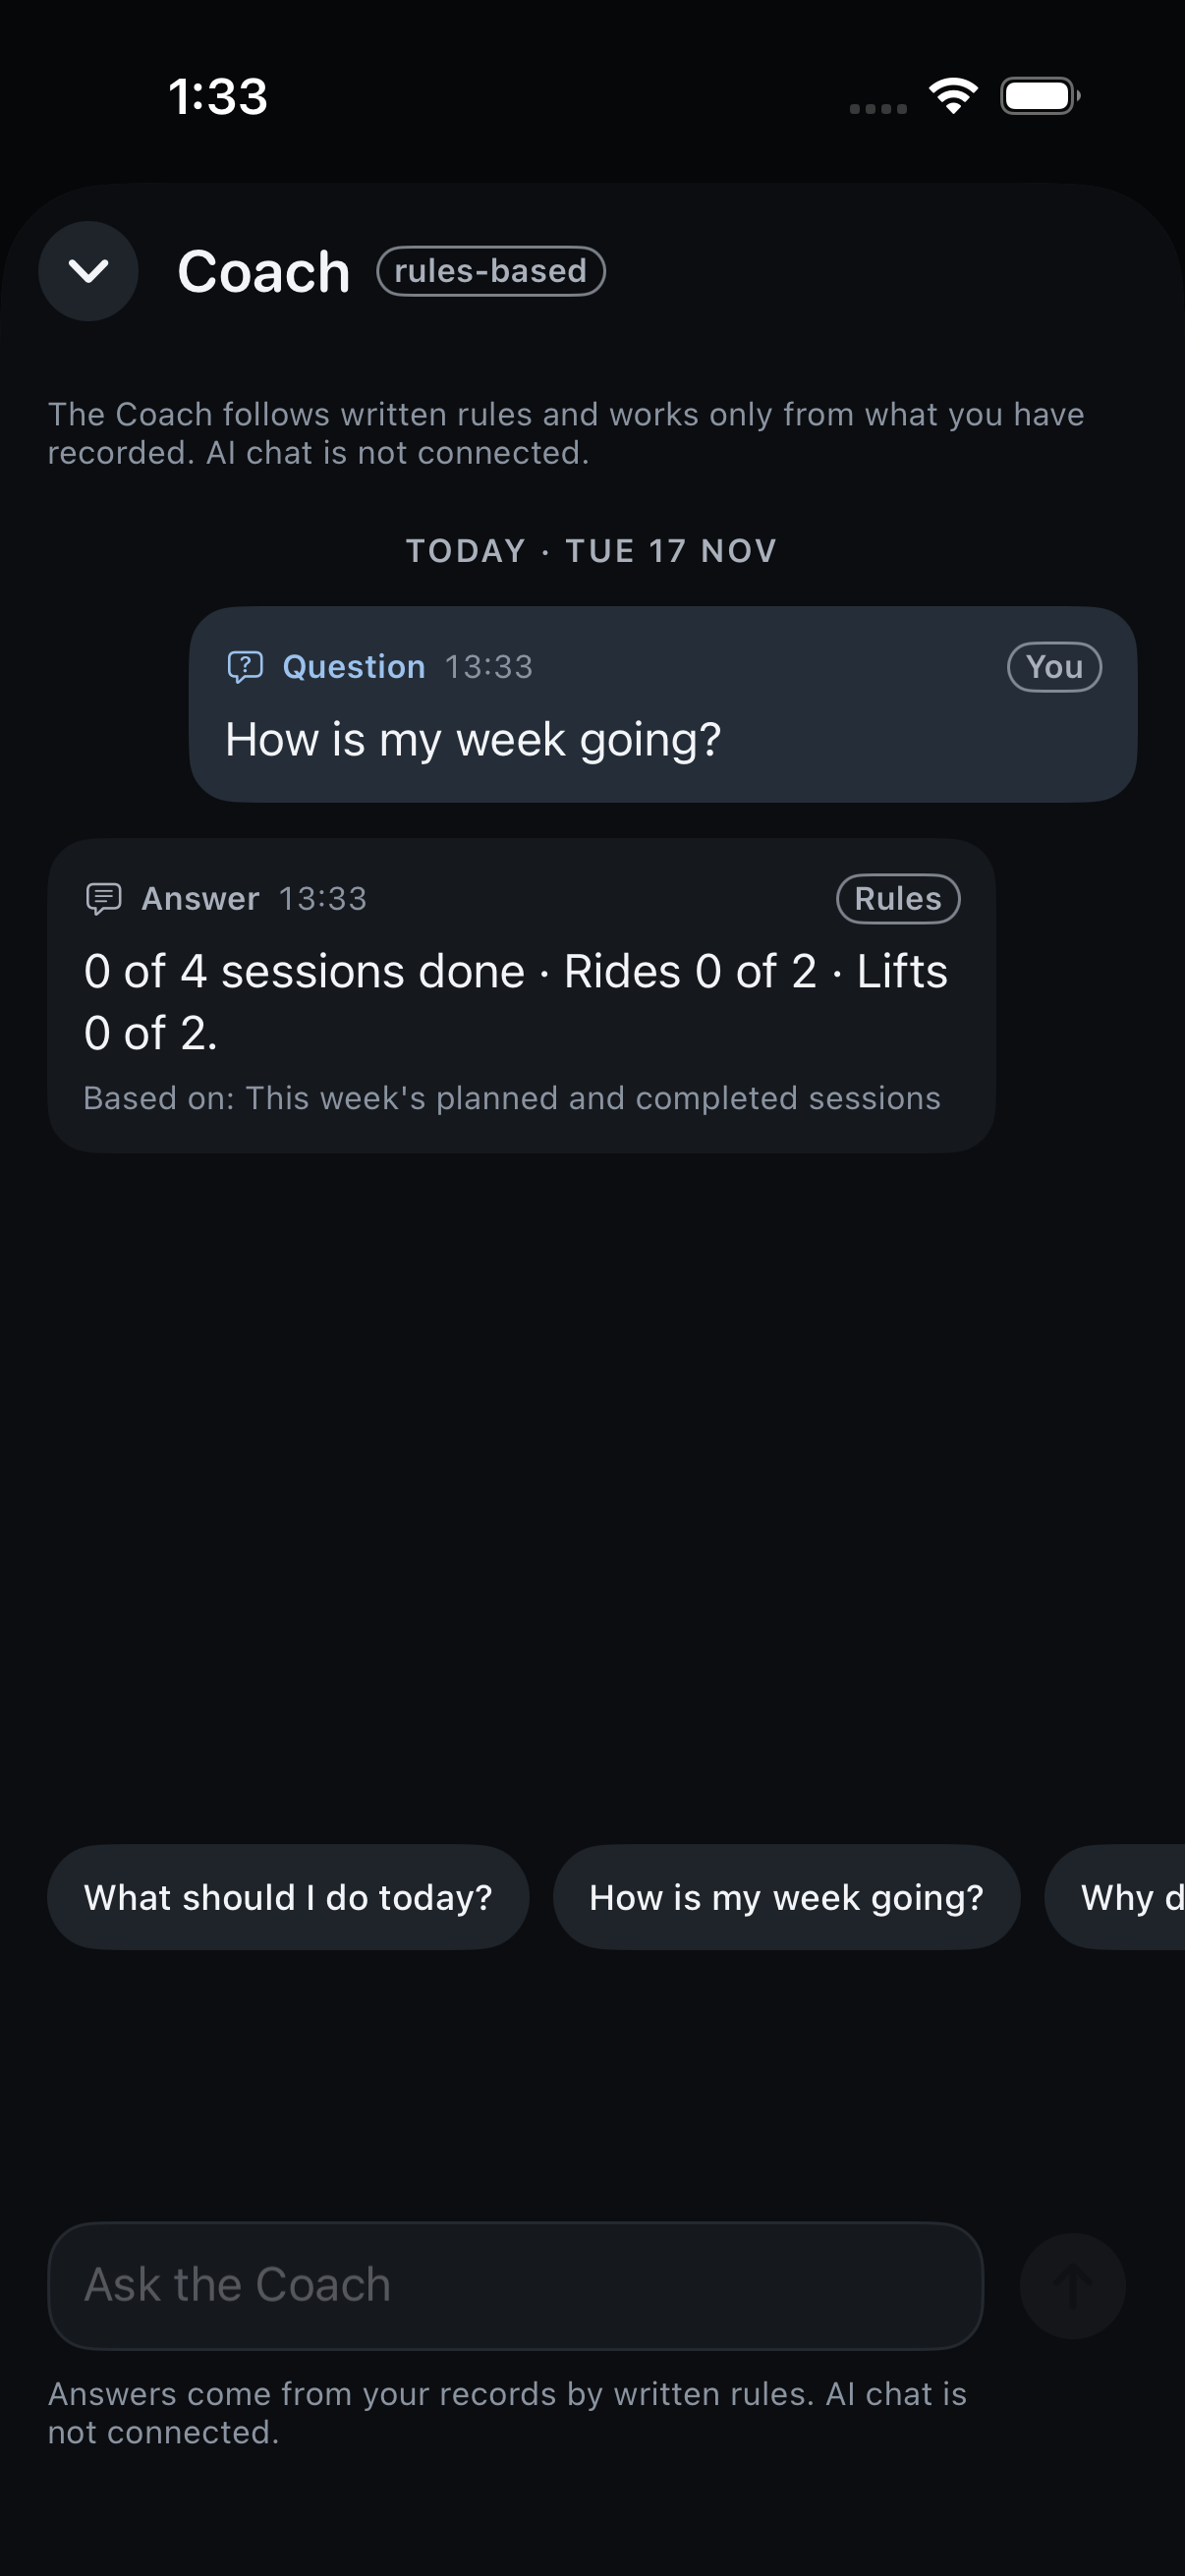 1:33
Coach
rules-based
The Coach follows written rules and works only from what you have
recorded. AI chat is not connected.
TODAY · TUE 17 NOV
Question 13:33
You
How is my week going?
Answer 13:33
Rules
0 of 4 sessions done · Rides 0 of 2 · Lifts
0 of 2.
Based on: This week's planned and completed sessions
What should I do today?
How is my week going?
Why d
Ask the Coach
Answers come from your records by written rules. AI chat is
not connected.